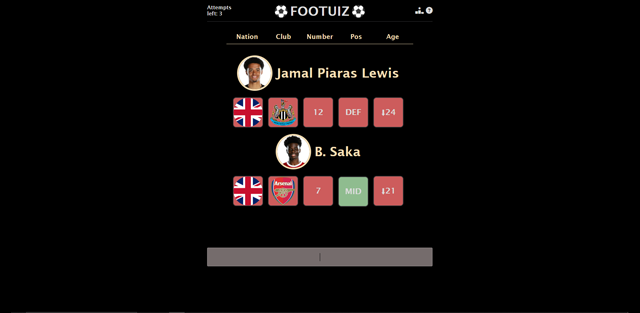 Attempts
left: 3
FOOTUIZ
Nation Club Number Pos Age
Jamal Piaras Lewis
12 DEF ⬇24
B. Saka
Arsenal
7 MID ⬇21